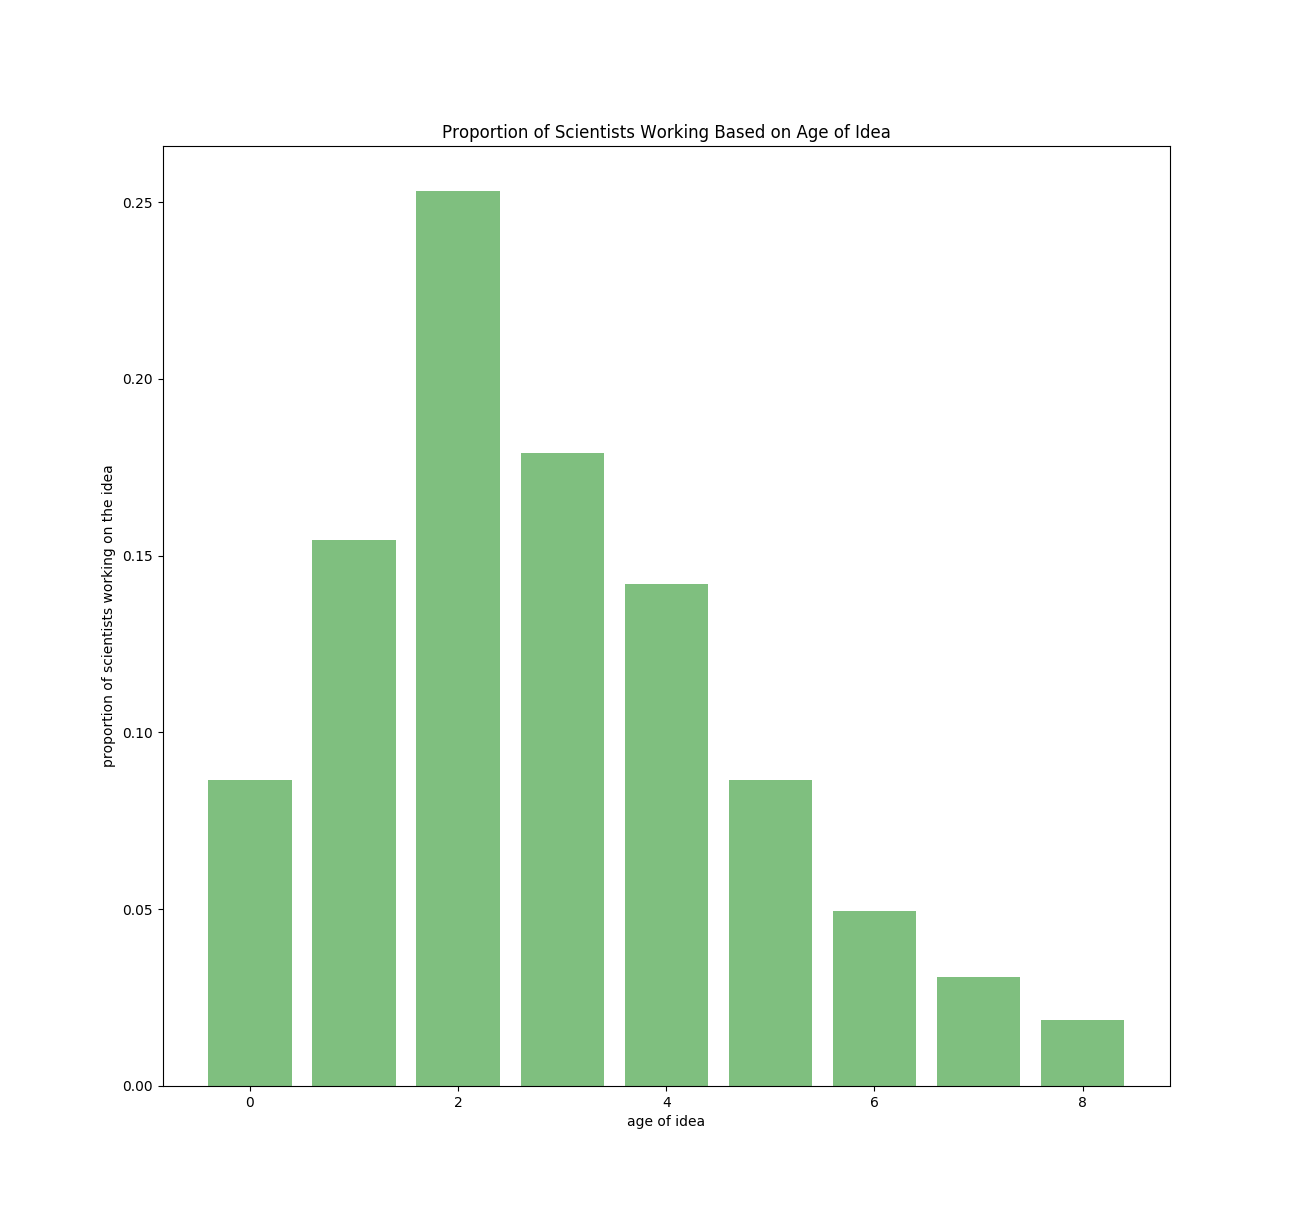 Proportion of Scientists Working Based on Age of Idea
proportion of scientists working on the idea
0.25
0.20
0.15
0.10
0.05
0.00
0 2 4 6 8
age of idea